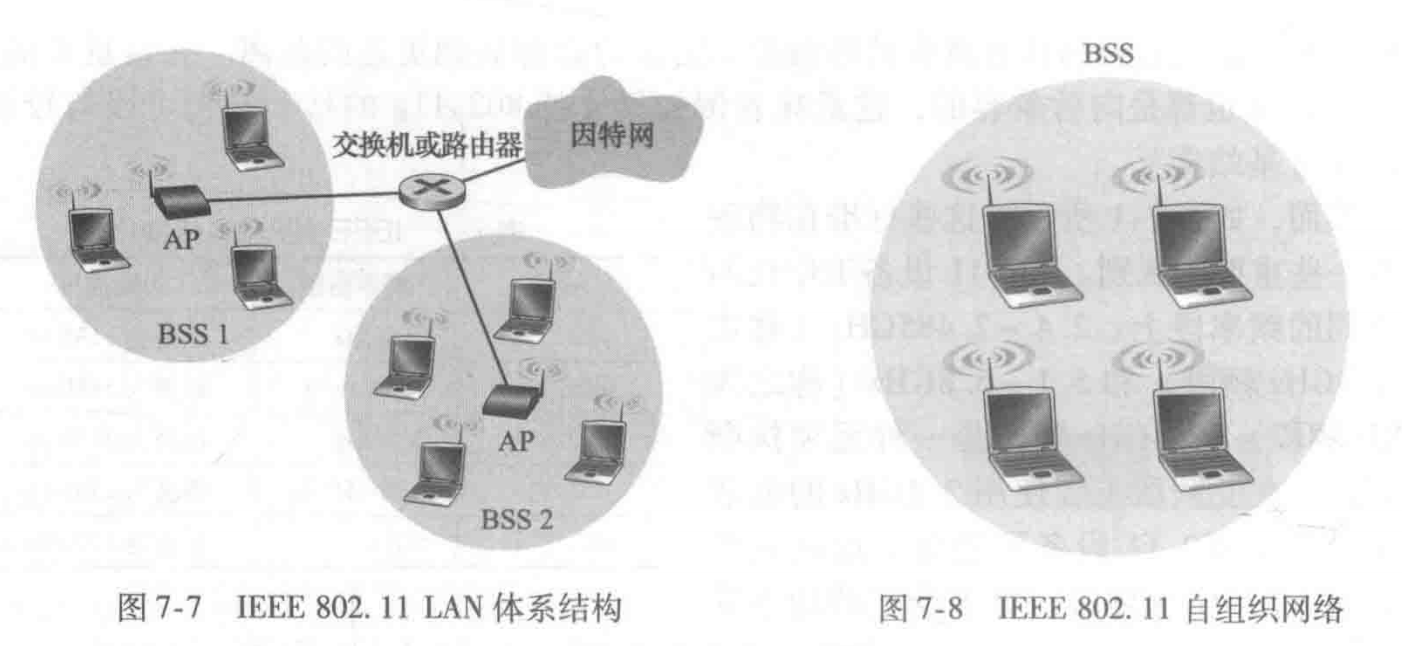 BSS
交换机或路由器
因特网
AP
BSS 1
AP
BSS 2
图 7-7 IEEE 802. 11 LAN 体系结构
图 7-8 IEEE 802. 11 自组织网络